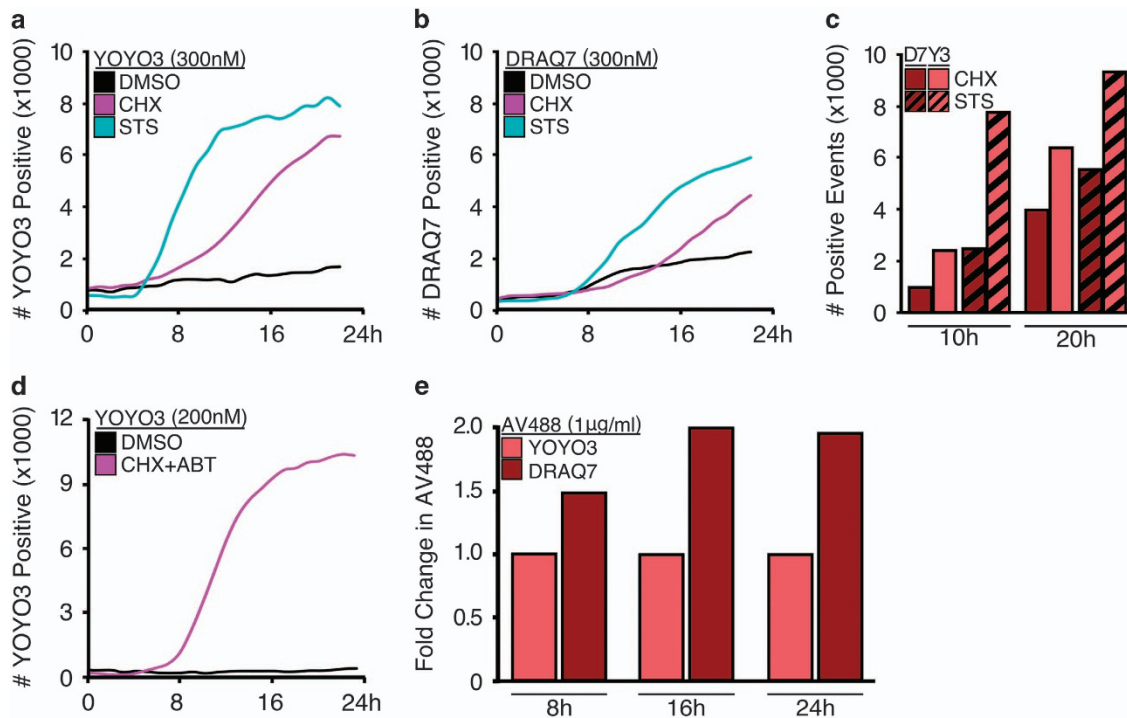 a
YOYO3 (300nM)
DMSO
CHX
STS
# YOYO3 Positive (x1000)
10
8
6
4
2
0
0 8 16 24h
b
DRAQ7 (300nM)
DMSO
CHX
STS
# DRAQ7 Positive (x1000)
10
8
6
4
2
0
0 8 16 24h
c
D7Y3
CHX
STS
# Positive Events (x1000)
10
8
6
4
2
0
10h 20h
d
YOYO3 (200nM)
DMSO
CHX+ABT
# YOYO3 Positive (x1000)
12
9
6
3
0
0 8 16 24h
e
AV488 (1µg/ml)
YOYO3
DRAQ7
Fold Change in AV488
2.0
1.5
1.0
0.5
0
8h 16h 24h